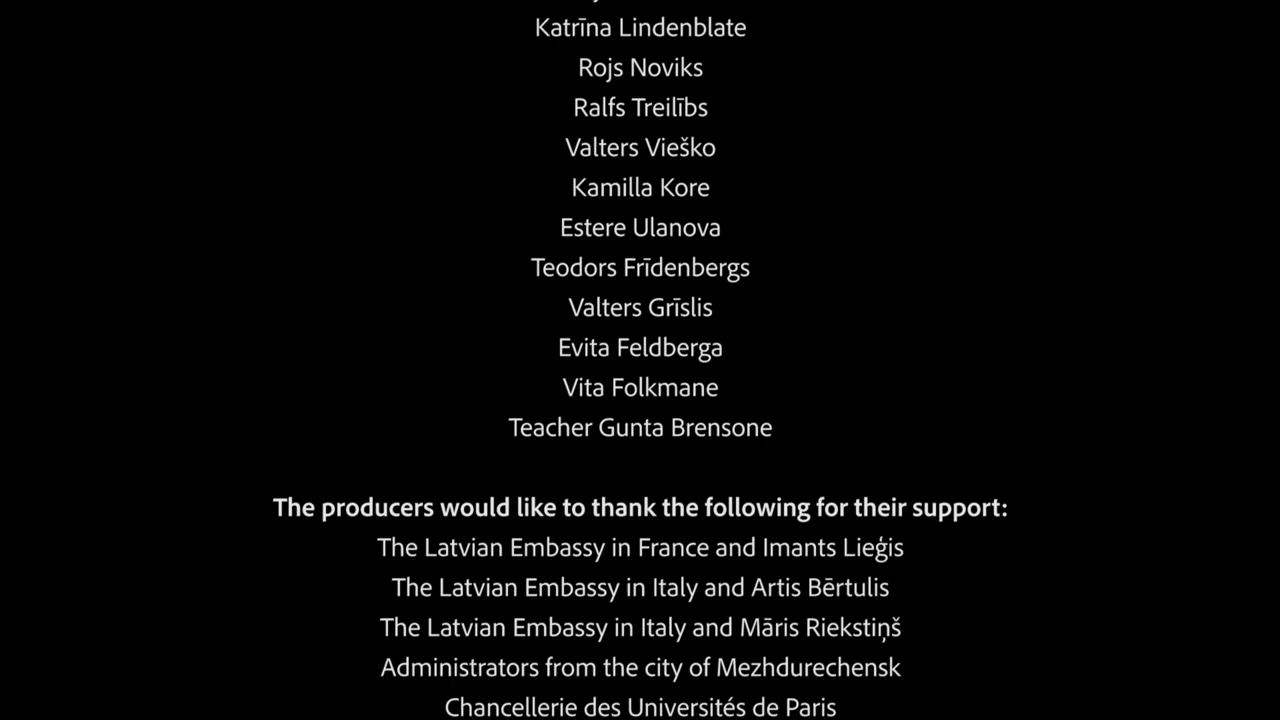 Katrīna Lindenblate
Rojs Noviks
Ralfs Treilībs
Valters Vieško
Kamilla Kore
Estere Ulanova
Teodors Frīdenbergs
Valters Grīslis
Evita Feldberga
Vita Folkmane
Teacher Gunta Brensone
The producers would like to thank the following for their support:
The Latvian Embassy in France and Imants Lieģis
The Latvian Embassy in Italy and Artis Bērtulis
The Latvian Embassy in Italy and Māris Riekstiņš
Administrators from the city of Mezhdurechensk
Chancellerie des Universités de Paris